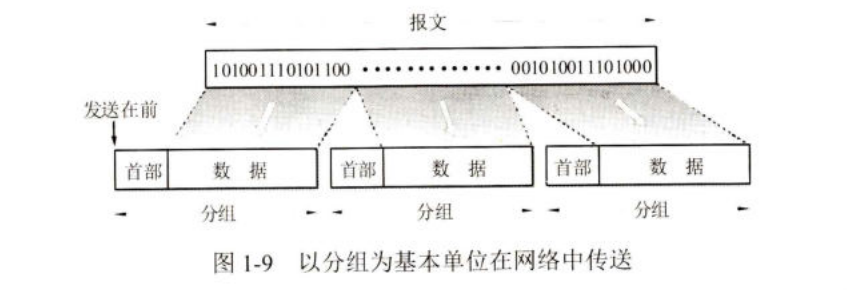 报文
101001110101100 ············· 001010011101000
发送在前
首部 数 据 首部 数 据 首部 数 据
分组 分组 分组
图 1-9 以分组为基本单位在网络中传送